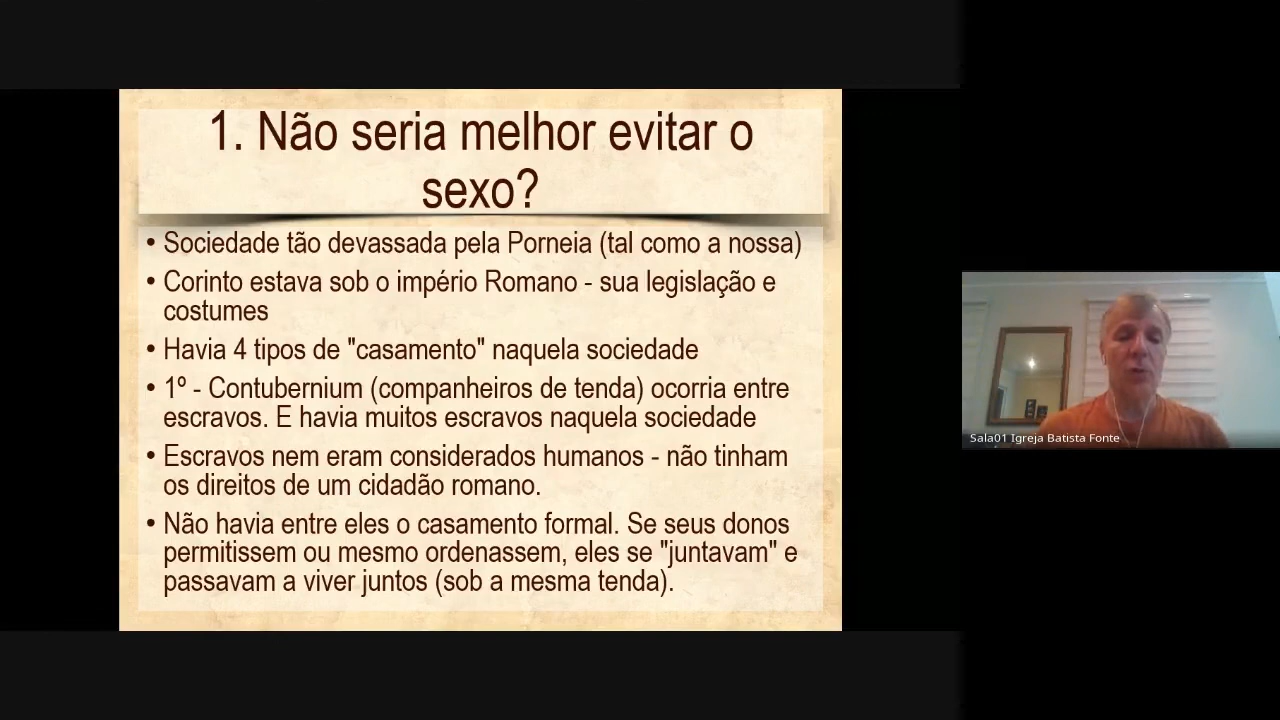 1. Não seria melhor evitar o
sexo?
• Sociedade tão devassada pela Porneia (tal como a nossa)
• Corinto estava sob o império Romano - sua legislação e
costumes
• Havia 4 tipos de "casamento" naquela sociedade
• 1º - Contubernium (companheiros de tenda) ocorria entre
escravos. E havia muitos escravos naquela sociedade
• Escravos nem eram considerados humanos - não tinham
os direitos de um cidadão romano.
• Não havia entre eles o casamento formal. Se seus donos
permitissem ou mesmo ordenassem, eles se "juntavam" e
passavam a viver juntos (sob a mesma tenda).
Sala01 Igreja Batista Fonte